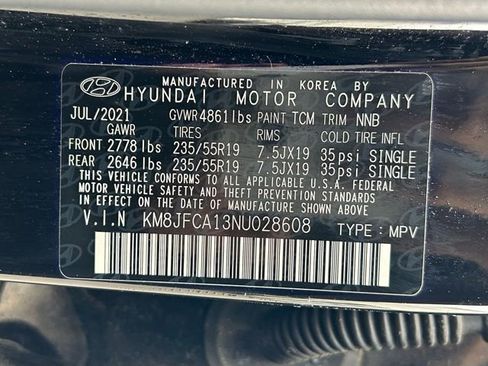 MANUFACTURED IN KOREA BY
HYUNDAI MOTOR COMPANY
JUL/2021 GVWR4861lbs PAINT TCM TRIM NNB
GAWR TIRES RIMS COLD TIRE INFL
FRONT 2778 lbs 235/55R19 7.5JX19 35psi SINGLE
REAR 2646 lbs 235/55R19 7.5JX19 35psi SINGLE
THIS VEHICLE CONFORMS TO ALL APPLICABLE U.S.A. FEDERAL
MOTOR VEHICLE SAFETY AND THEFT PREVENTION STANDARDS
IN EFFECT ON THE DATE OF MANUFACTURE SHOWN ABOVE.
V.I.N KM8JFCA13NU028608 TYPE : MPV